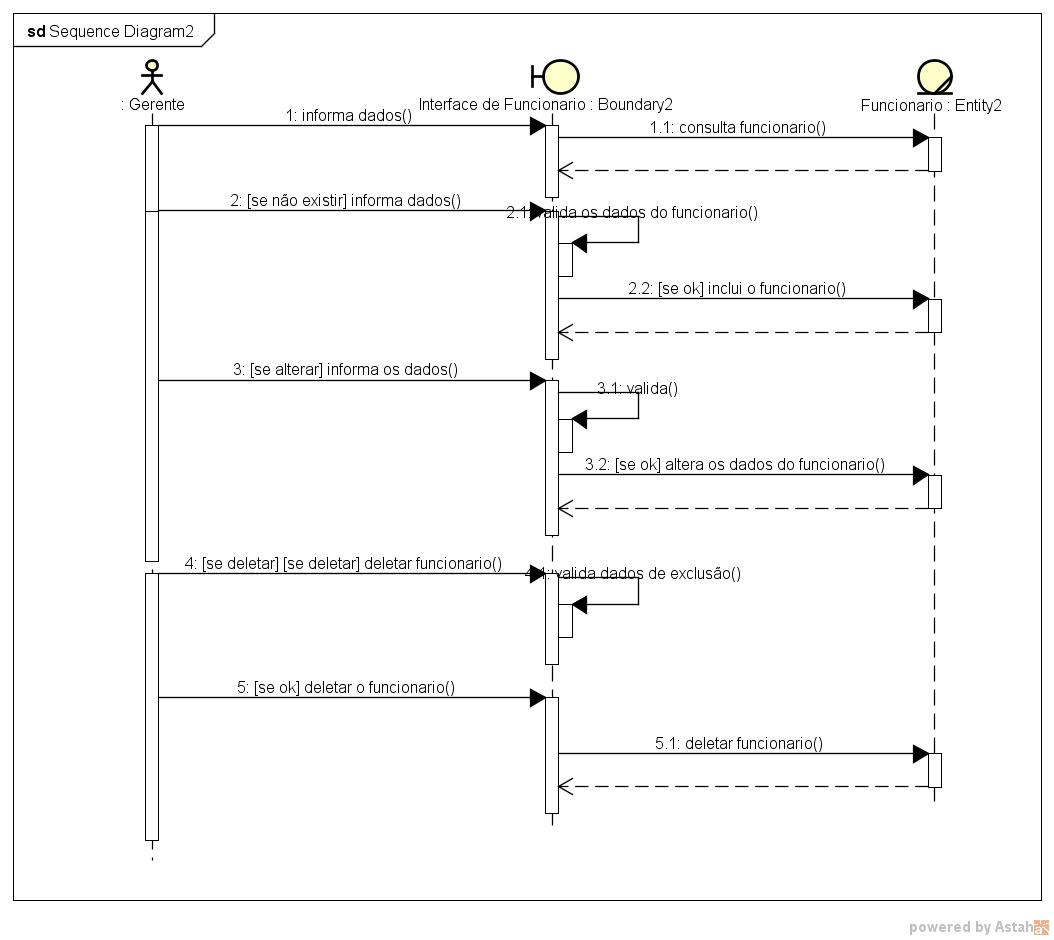 sd Sequence Diagram2
: Gerente
Interface de Funcionario : Boundary2
Funcionario : Entity2
1: informa dados()
1.1: consulta funcionario()
2: [se não existir] informa dados()
2.1: valida os dados do funcionario()
2.2: [se ok] inclui o funcionario()
3: [se alterar] informa os dados()
3.1: valida()
3.2: [se ok] altera os dados do funcionario()
4: [se deletar] [se deletar] deletar funcionario()
4.1: valida dados de exclusão()
5: [se ok] deletar o funcionario()
5.1: deletar funcionario()
powered by Astah